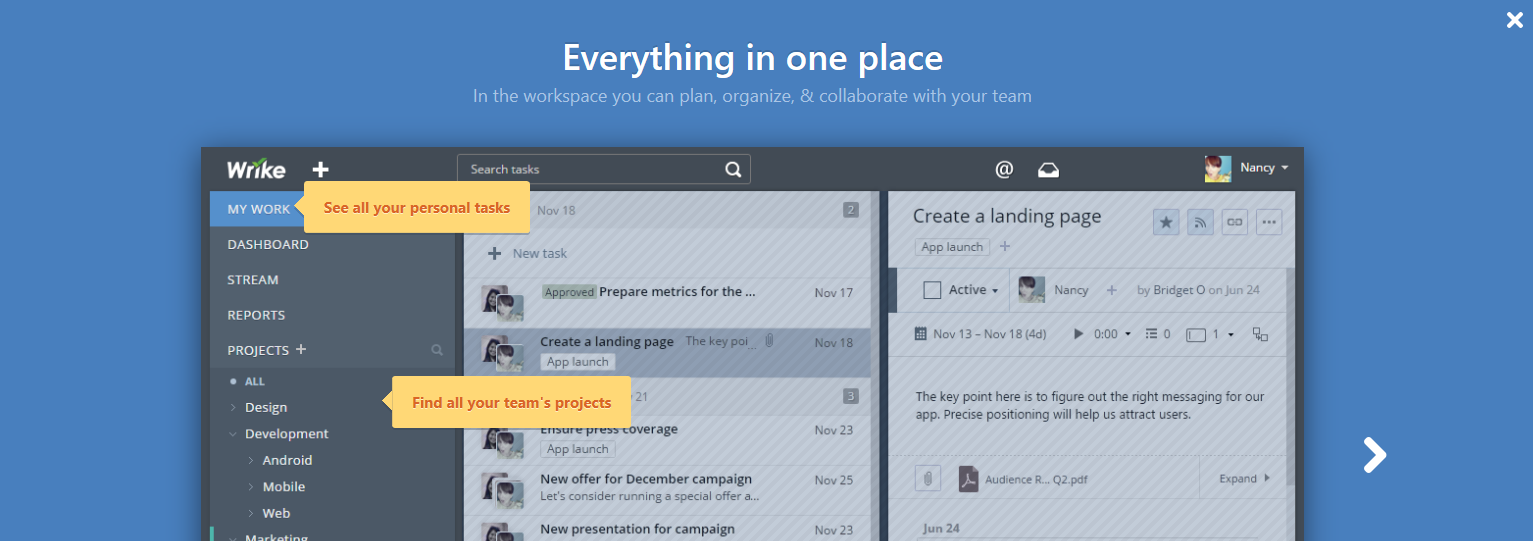 Everything in one place
In the workspace you can plan, organize, & collaborate with your team
Wrike
Search tasks
@
Nancy
MY WORK
See all your personal tasks
DASHBOARD
STREAM
REPORTS
PROJECTS +
ALL
Design
Find all your team's projects
Development
Android
Mobile
Web
Marketing
Nov 18
2
+ New task
Approved Prepare metrics for the ...
Nov 17
Create a landing page The key poi...
Nov 18
App launch
21
3
Ensure press coverage
Nov 23
App launch
New offer for December campaign
Nov 25
Let's consider running a special offer a...
New presentation for campaign
Nov 23
Create a landing page
App launch +
Active
Nancy + by Bridget O on Jun 24
Nov 13 – Nov 18 (4d)
0:00
0
1
The key point here is to figure out the right messaging for our
app. Precise positioning will help us attract users.
Audience R... Q2.pdf
Expand
Jun 24